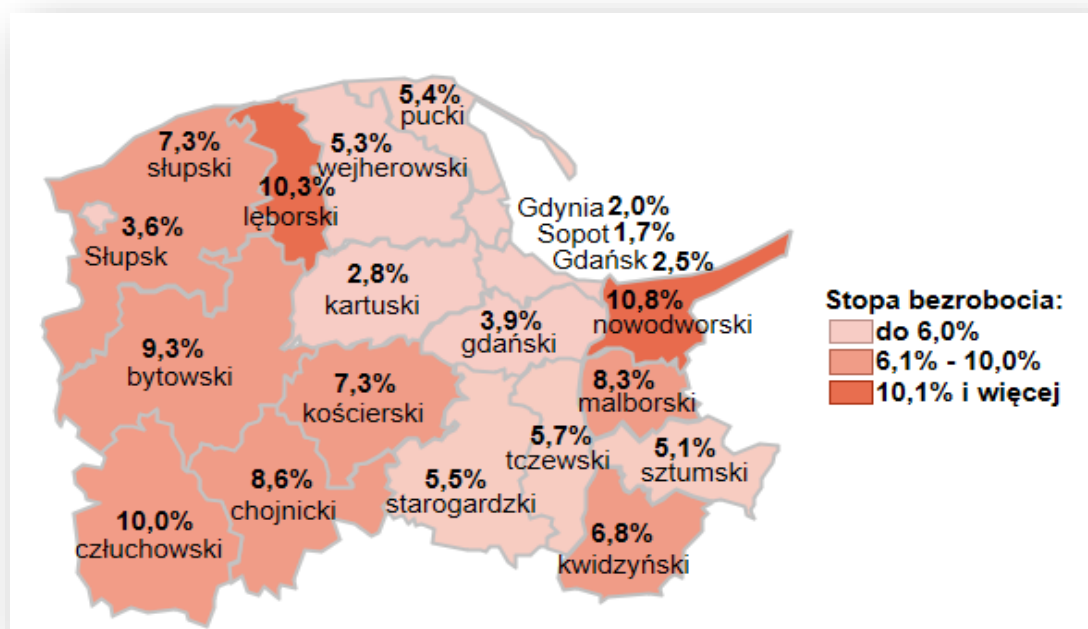 5,4%
pucki
7,3%
słupski
5,3%
wejherowski
10,3%
lęborski
Gdynia 2,0%
Sopot 1,7%
Gdańsk 2,5%
3,6%
Słupsk
2,8%
kartuski
10,8%
nowodworski
3,9%
gdański
9,3%
bytowski
7,3%
kościerski
8,3%
malborski
5,7%
tczewski
5,1%
sztumski
5,5%
starogardzki
8,6%
chojnicki
10,0%
człuchowski
6,8%
kwidzyński
Stopa bezrobocia:
do 6,0%
6,1% - 10,0%
10,1% i więcej